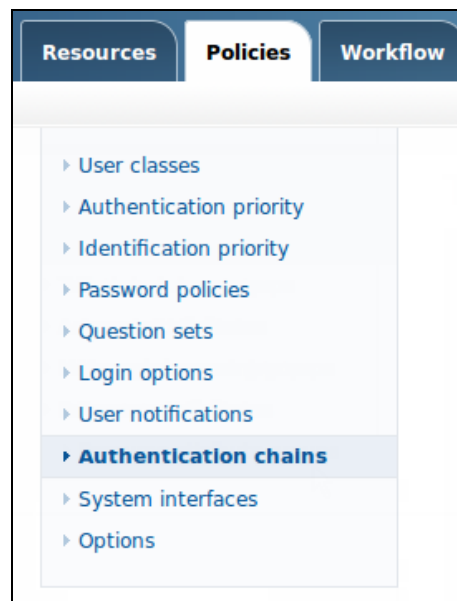 Resources Policies Workflow
User classes
Authentication priority
Identification priority
Password policies
Question sets
Login options
User notifications
Authentication chains
System interfaces
Options